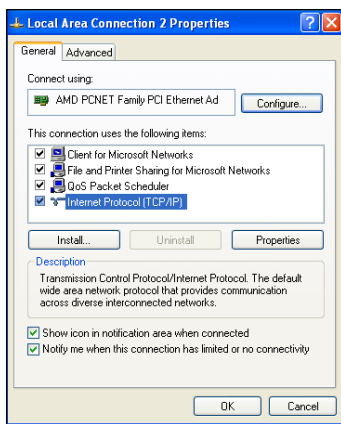 Local Area Connection 2 Properties
General Advanced
Connect using:
AMD PCNET Family PCI Ethernet Ad
Configure...
This connection uses the following items:
Client for Microsoft Networks
File and Printer Sharing for Microsoft Networks
QoS Packet Scheduler
Internet Protocol (TCP/IP)
Install... Uninstall Properties
Description
Transmission Control Protocol/Internet Protocol. The default
wide area network protocol that provides communication
across diverse interconnected networks.
Show icon in notification area when connected
Notify me when this connection has limited or no connectivity
OK Cancel